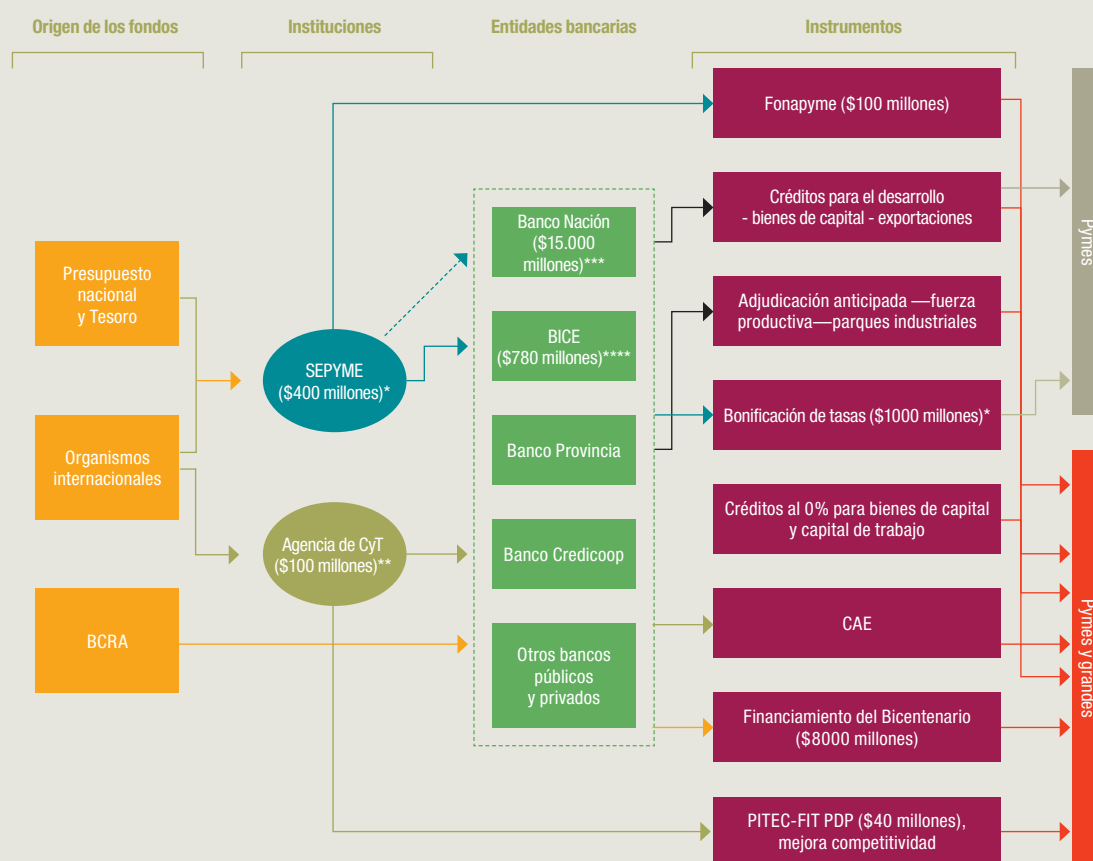 Origen de los fondos
Instituciones
Entidades bancarias
Instrumentos
Presupuesto
nacional
y Tesoro
Organismos
internacionales
BCRA
SEPYME
($400 millones)*
Agencia de CyT
($100 millones)**
Banco Nación
($15.000
millones)***
BICE
($780 millones)****
Banco Provincia
Banco Credicoop
Otros bancos
públicos
y privados
Fonapyme ($100 millones)
Créditos para el desarrollo
- bienes de capital - exportaciones
Adjudicación anticipada —fuerza
productiva—parques industriales
Bonificación de tasas ($1000 millones)*
Créditos al 0% para bienes de capital
y capital de trabajo
CAE
Financiamiento del Bicentenario
($8000 millones)
PITEC-FIT PDP ($40 millones),
mejora competitividad
Pymes
Pymes y grandes